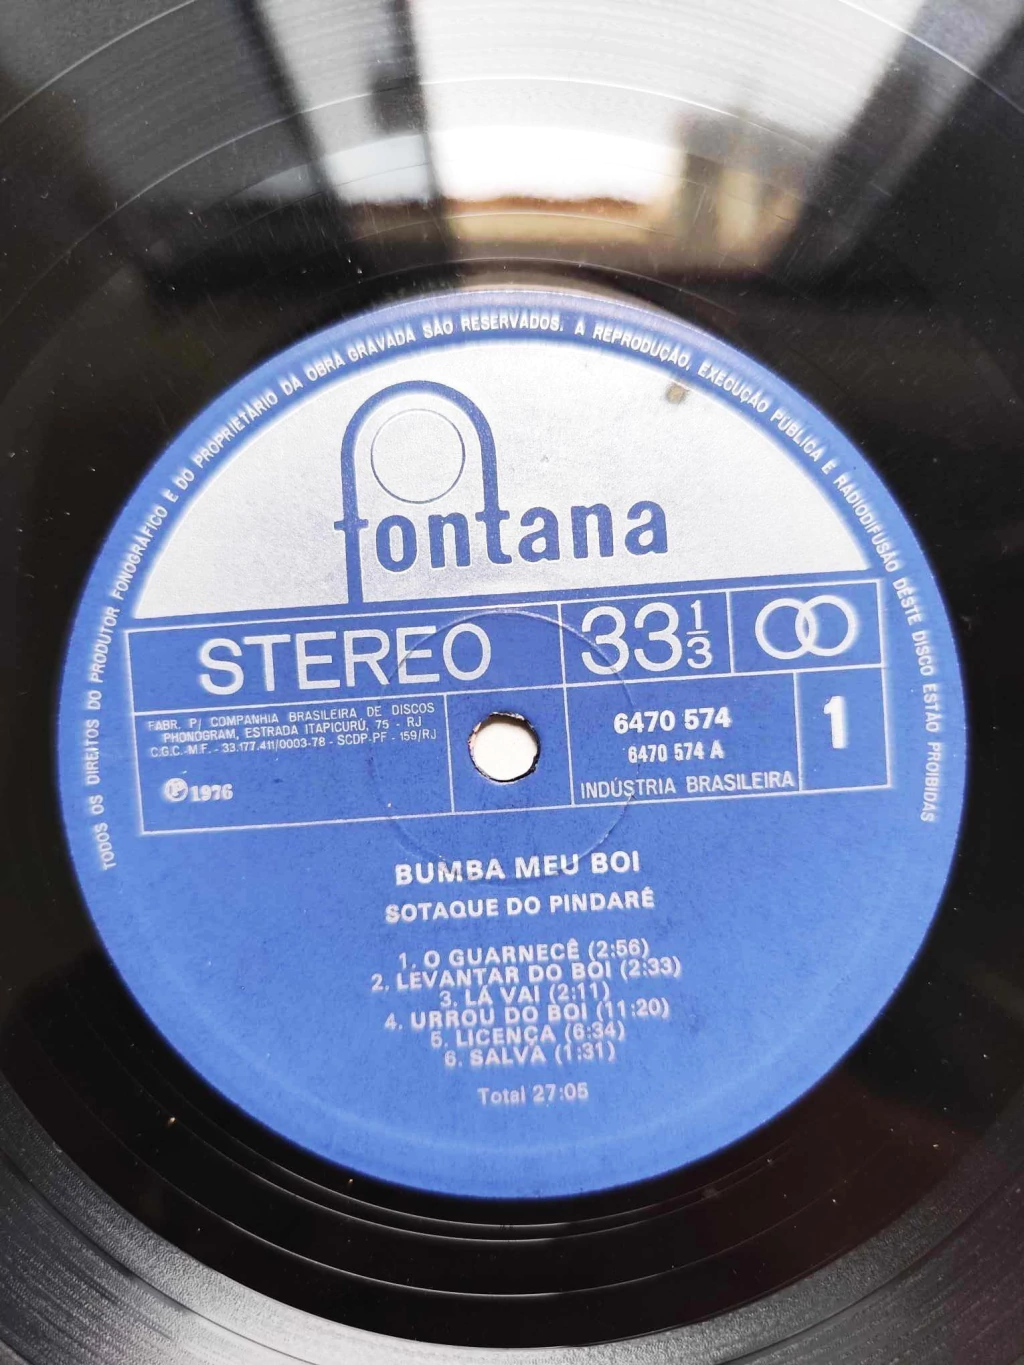 TODOS OS DIREITOS DO PRODUTOR FONOGRÁFICO E DO PROPRIETÁRIO DA OBRA GRAVADA SÃO RESERVADOS. A REPRODUÇÃO, EXECUÇÃO PÚBLICA E RADIODIFUSÃO DESTE DISCO ESTÃO PROIBIDAS
fontana
STEREO
33 1/3
FABR. P/ COMPANHIA BRASILEIRA DE DISCOS
PHONOGRAM, ESTRADA ITAPICURÚ, 75 - RJ
C.G.C.-M.F. - 33.177.411/0003-78 - SCDP-PF - 159/RJ
Ⓟ 1976
6470 574
6470 574 A
INDÚSTRIA BRASILEIRA
1
BUMBA MEU BOI
SOTAQUE DO PINDARÉ
1. O GUARNECÊ (2:56)
2. LEVANTAR DO BOI (2:33)
3. LÁ VAI (2:11)
4. URROU DO BOI (11:20)
5. LICENÇA (6:34)
6. SALVA (1:31)
Total 27:05